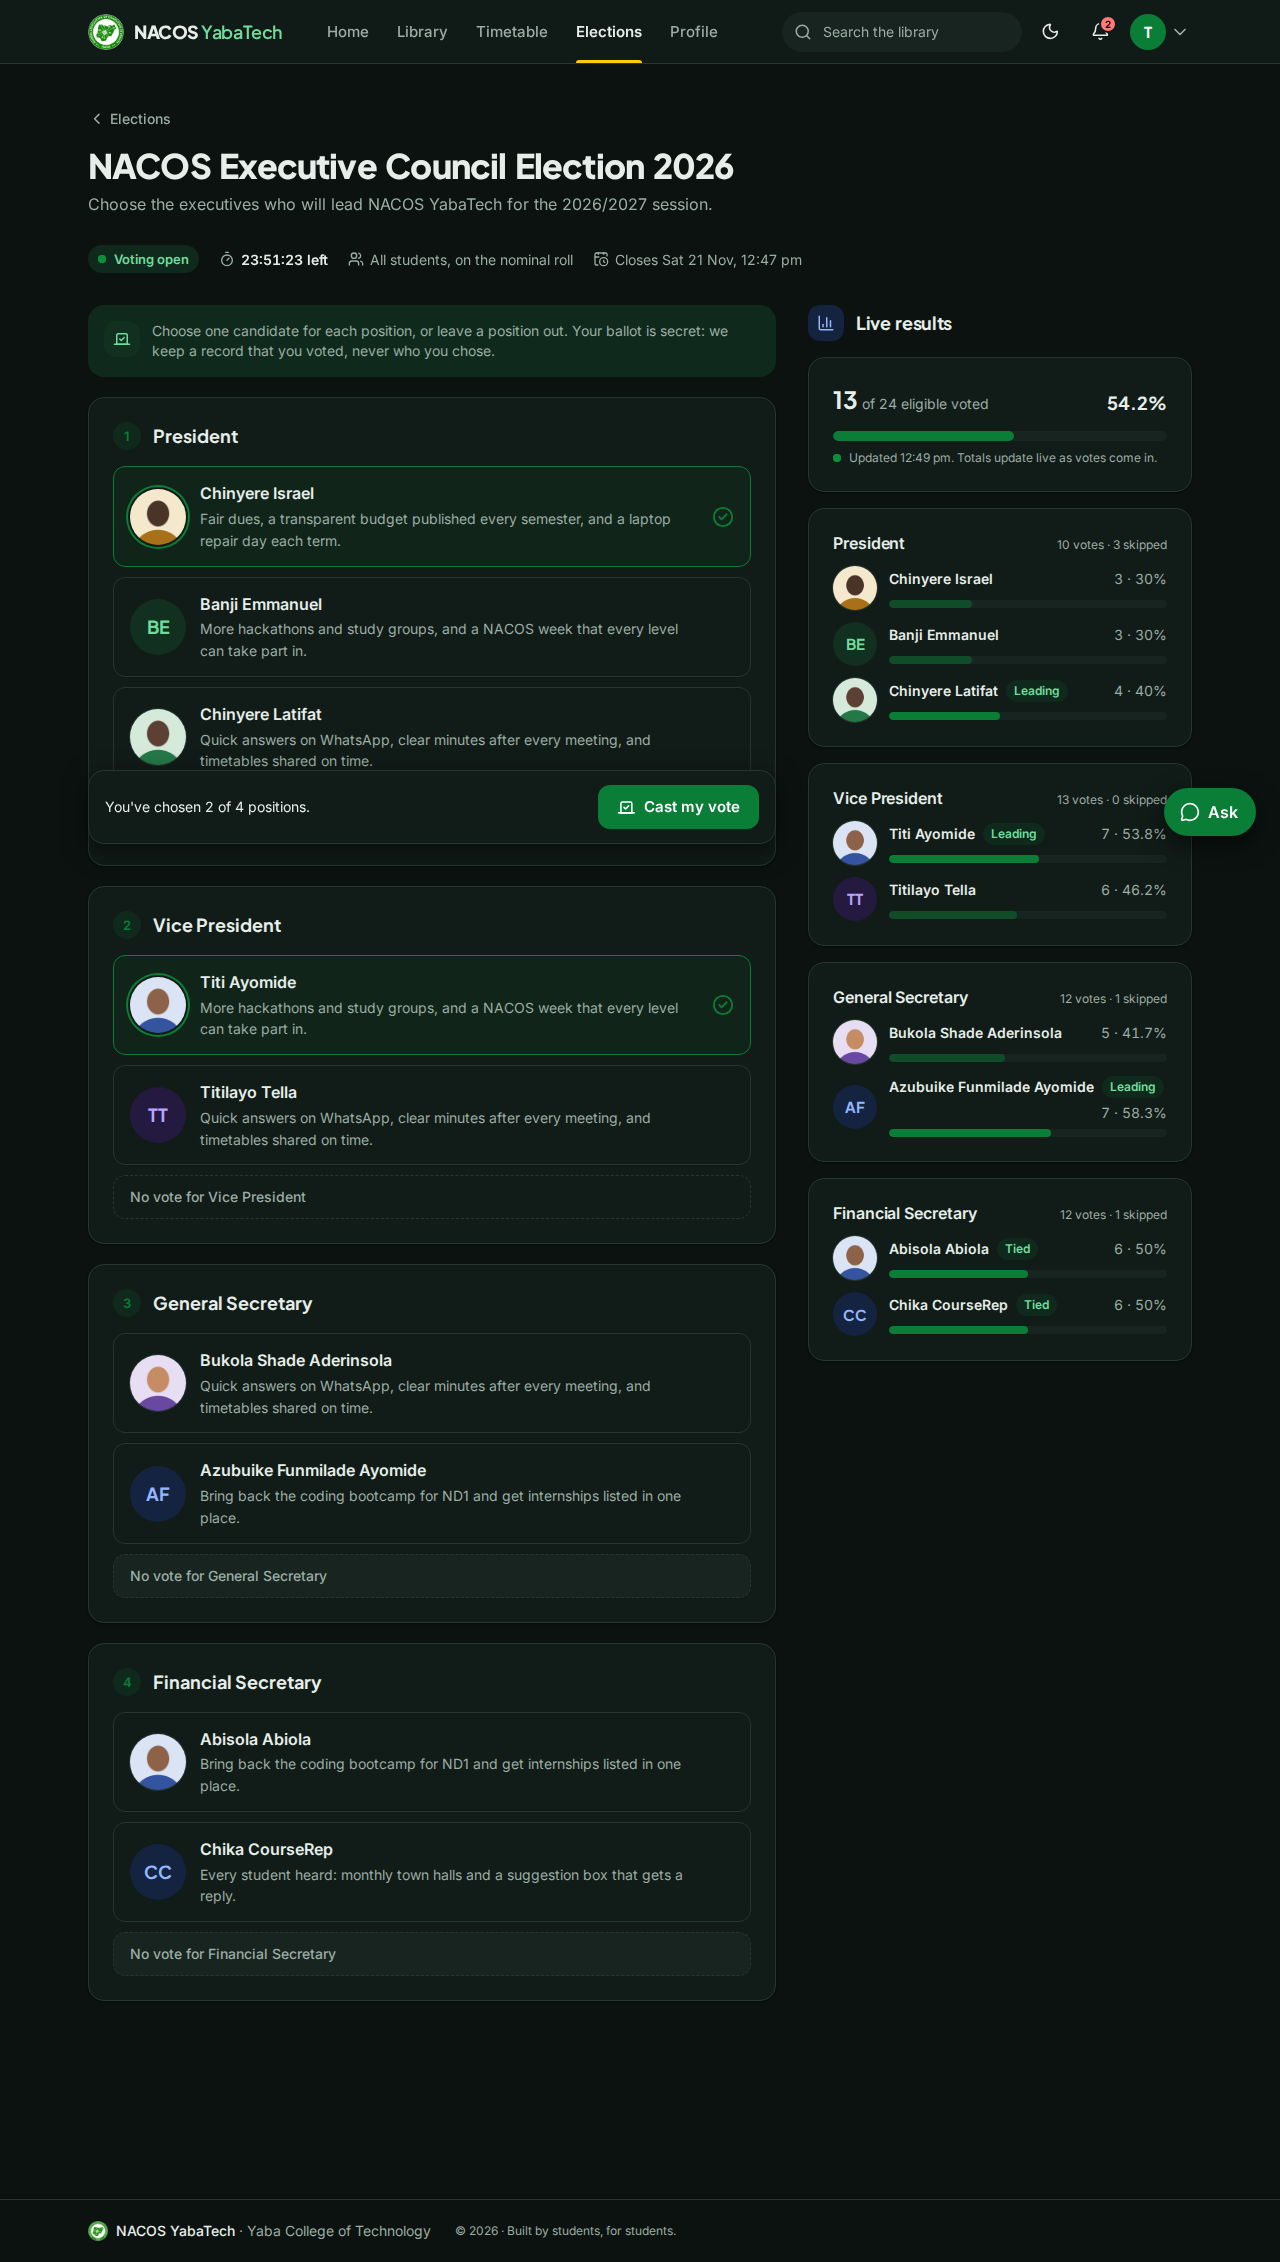 NACOS YabaTech
Home
Library
Timetable
Elections
Profile
Search the library
2
T
Elections
NACOS Executive Council Election 2026
Choose the executives who will lead NACOS YabaTech for the 2026/2027 session.
Voting open
23:51:23 left
All students, on the nominal roll
Closes Sat 21 Nov, 12:47 pm
Choose one candidate for each position, or leave a position out. Your ballot is secret: we
keep a record that you voted, never who you chose.
1
President
Chinyere Israel
Fair dues, a transparent budget published every semester, and a laptop
repair day each term.
BE
Banji Emmanuel
More hackathons and study groups, and a NACOS week that every level
can take part in.
Chinyere Latifat
Quick answers on WhatsApp, clear minutes after every meeting, and
timetables shared on time.
You've chosen 2 of 4 positions.
Cast my vote
2
Vice President
Titi Ayomide
More hackathons and study groups, and a NACOS week that every level
can take part in.
TT
Titilayo Tella
Quick answers on WhatsApp, clear minutes after every meeting, and
timetables shared on time.
No vote for Vice President
3
General Secretary
Bukola Shade Aderinsola
Quick answers on WhatsApp, clear minutes after every meeting, and
timetables shared on time.
AF
Azubuike Funmilade Ayomide
Bring back the coding bootcamp for ND1 and get internships listed in one
place.
No vote for General Secretary
4
Financial Secretary
Abisola Abiola
Bring back the coding bootcamp for ND1 and get internships listed in one
place.
CC
Chika CourseRep
Every student heard: monthly town halls and a suggestion box that gets a
reply.
No vote for Financial Secretary
Live results
13 of 24 eligible voted
54.2%
Updated 12:49 pm. Totals update live as votes come in.
President
10 votes · 3 skipped
Chinyere Israel
3 · 30%
BE
Banji Emmanuel
3 · 30%
Chinyere Latifat
Leading
4 · 40%
Vice President
13 votes · 0 skipped
Titi Ayomide
Leading
7 · 53.8%
TT
Titilayo Tella
6 · 46.2%
Ask
General Secretary
12 votes · 1 skipped
Bukola Shade Aderinsola
5 · 41.7%
AF
Azubuike Funmilade Ayomide
Leading
7 · 58.3%
Financial Secretary
12 votes · 1 skipped
Abisola Abiola
Tied
6 · 50%
CC
Chika CourseRep
Tied
6 · 50%
NACOS YabaTech · Yaba College of Technology
© 2026 · Built by students, for students.